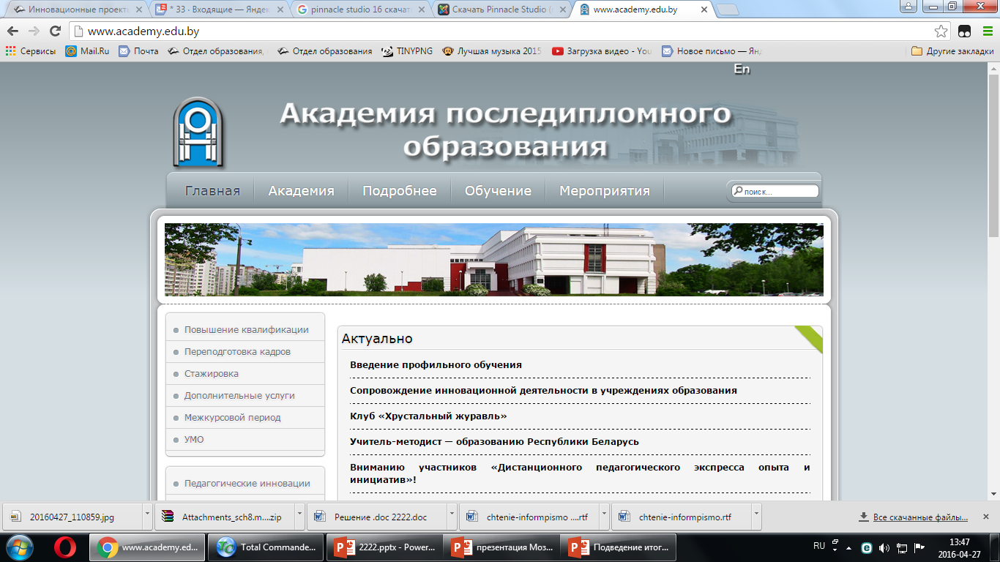 Инновационные проект
* 33 · Входящие — Яндек
pinnacle studio 16 скачат
Скачать Pinnacle Studio (
www.academy.edu.by
www.academy.edu.by
Сервисы
Mail.Ru
Почта
Отдел образования,
Отдел образования
TINYPNG
Лучшая музыка 2015
Загрузка видео - You
Новое письмо — Янд
Другие закладки
En
Академия последипломного
образования
Главная
Академия
Подробнее
Обучение
Мероприятия
поиск...
Повышение квалификации
Переподготовка кадров
Стажировка
Дополнительные услуги
Межкурсовой период
УМО
Педагогические инновации
Актуально
Введение профильного обучения
Сопровождение инновационной деятельности в учреждениях образования
Клуб «Хрустальный журавль»
Учитель-методист — образованию Республики Беларусь
Вниманию участников «Дистанционного педагогического экспресса опыта и
инициатив»!
20160427_110859.jpg
Attachments_sch8.m....zip
Решение .doc 2222.doc
chtenie-informpismo ....rtf
chtenie-informpismo.rtf
Все скачанные файлы...
www.academy.ed...
Total Commande...
2222.pptx - Power...
презентация Моз...
Подведение итог...
RU
13:47
2016-04-27